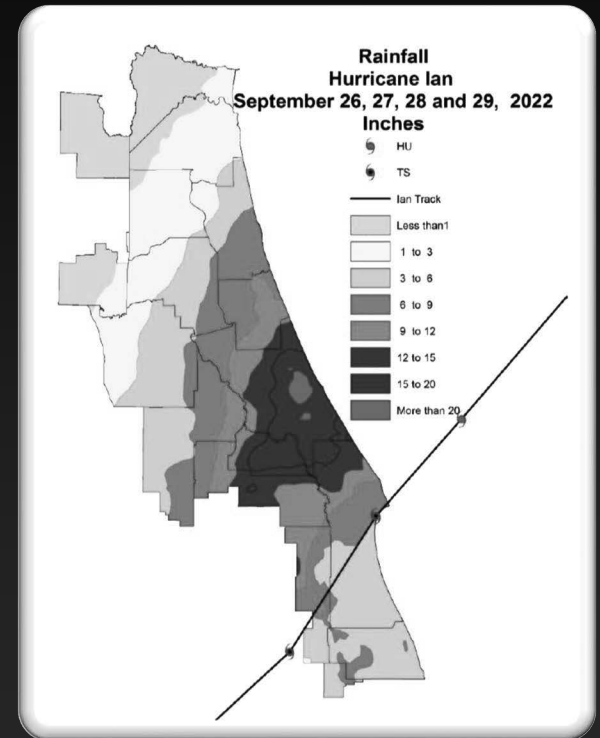 Rainfall
Hurricane Ian
September 26, 27, 28 and 29, 2022
Inches
HU
TS
Ian Track
Less than1
1 to 3
3 to 6
6 to 9
9 to 12
12 to 15
15 to 20
More than 20